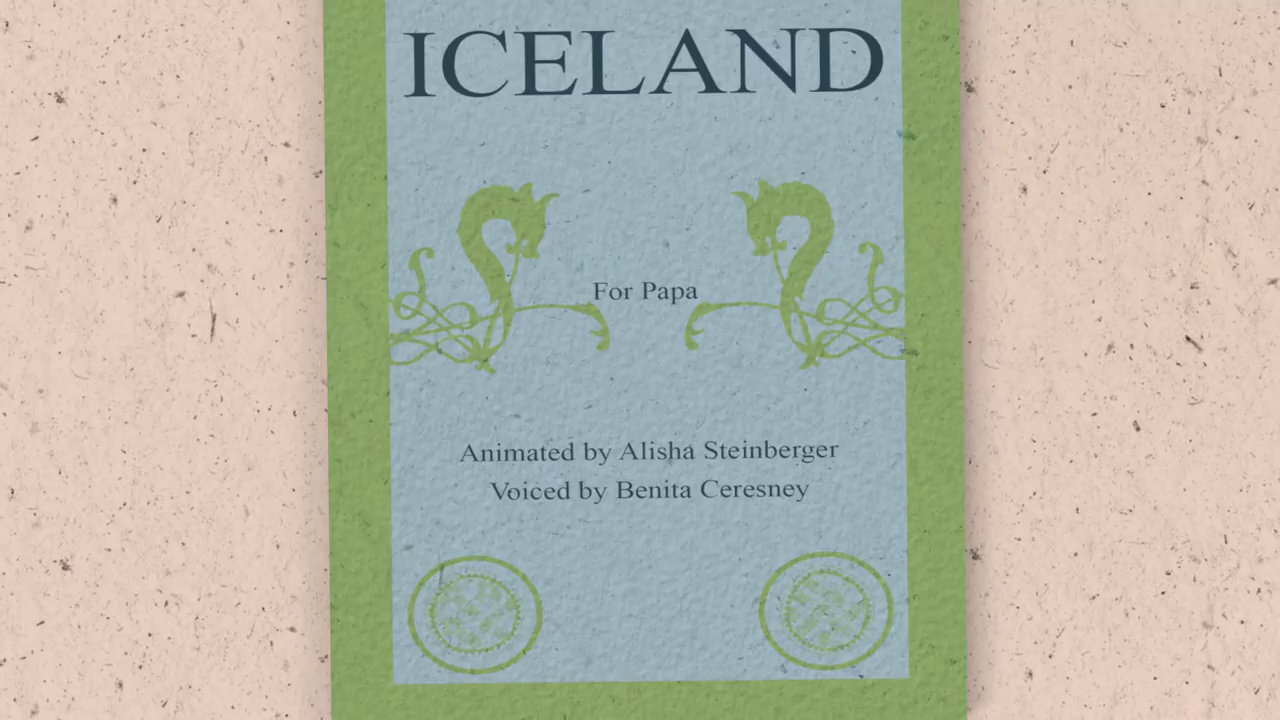 ICELAND
For Papa
Animated by Alisha Steinberger
Voiced by Benita Ceresney